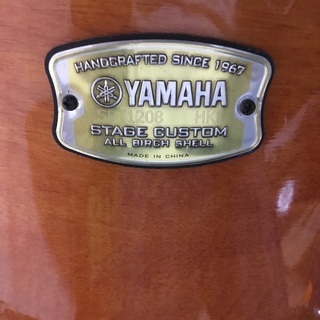 HANDCRAFTED SINCE 1967
YAMAHA
STAGE CUSTOM
ALL BIRCH SHELL
MADE IN CHINA